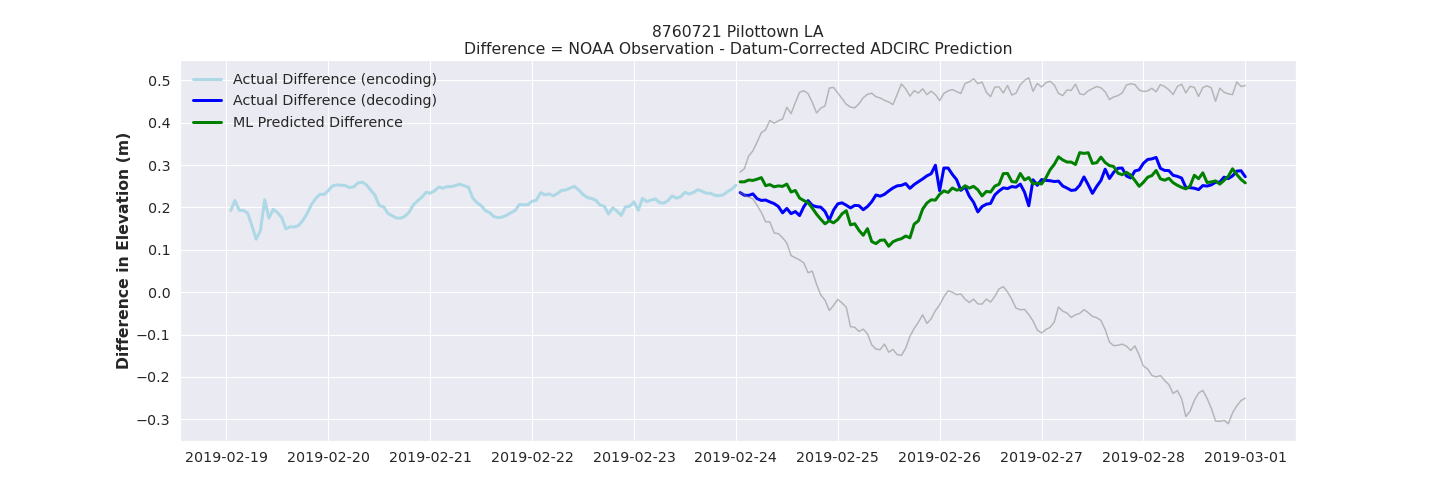 8760721 Pilottown LA
Difference = NOAA Observation - Datum-Corrected ADCIRC Prediction
Actual Difference (encoding)
Actual Difference (decoding)
ML Predicted Difference
Difference in Elevation (m)
0.5
0.4
0.3
0.2
0.1
0.0
−0.1
−0.2
−0.3
2019-02-19 2019-02-20 2019-02-21 2019-02-22 2019-02-23 2019-02-24 2019-02-25 2019-02-26 2019-02-27 2019-02-28 2019-03-01